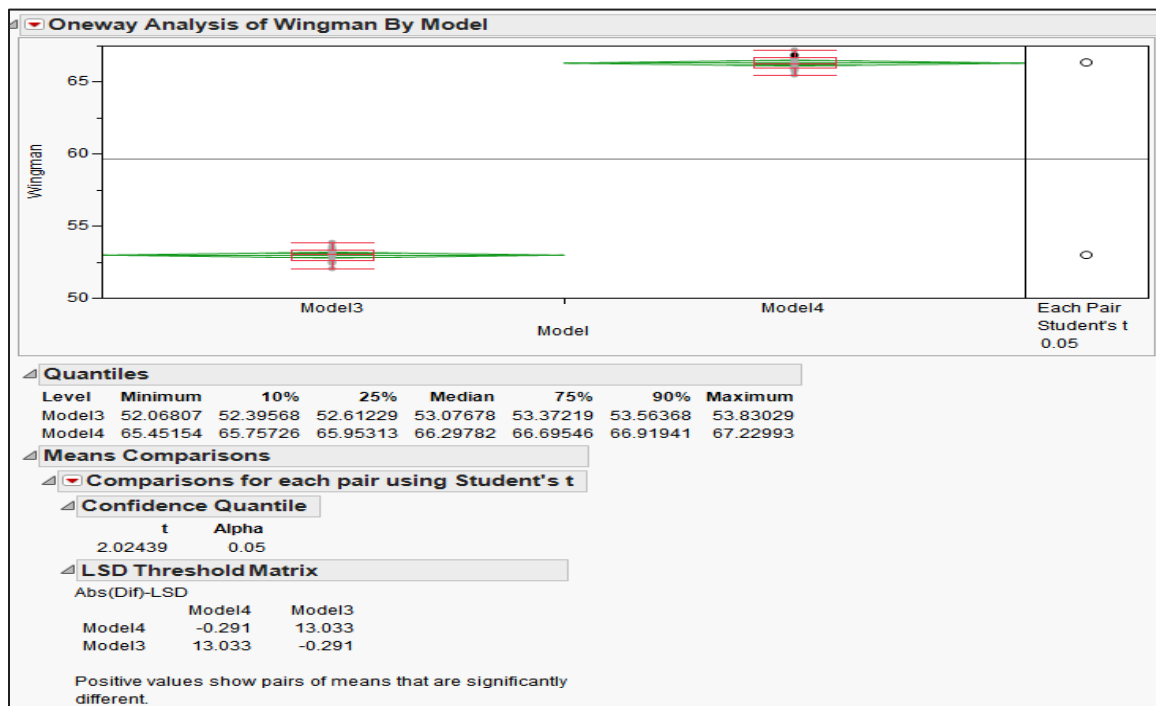 Oneway Analysis of Wingman By Model
Wingman
65
60
55
50
Model3 Model4
Model
Each Pair
Student's t
0.05
Quantiles
Level Minimum 10% 25% Median 75% 90% Maximum
Model3 52.06807 52.39568 52.61229 53.07678 53.37219 53.56368 53.83029
Model4 65.45154 65.75726 65.95313 66.29782 66.69546 66.91941 67.22993
Means Comparisons
Comparisons for each pair using Student's t
Confidence Quantile
t Alpha
2.02439 0.05
LSD Threshold Matrix
Abs(Dif)-LSD
Model4 Model3
Model4 -0.291 13.033
Model3 13.033 -0.291
Positive values show pairs of means that are significantly
different.